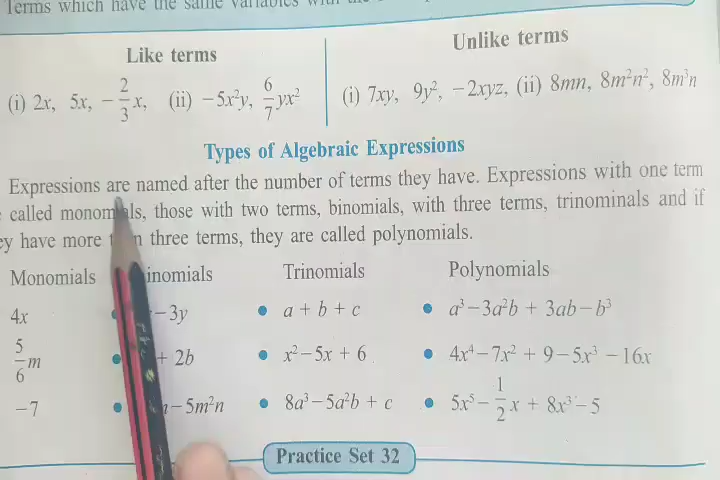 Terms which have the same variables with the
Like terms
Unlike terms
(i) 2x, 5x, −2/3x, (ii) −5x²y, 6/7yx²
(i) 7xy, 9y², −2xyz, (ii) 8mn, 8m²n², 8m³n
Types of Algebraic Expressions
Expressions are named after the number of terms they have. Expressions with one term
called monomials, those with two terms, binomials, with three terms, trinominals and if
have more three terms, they are called polynomials.
Monomials inomials Trinomials Polynomials
4x −3y • a + b + c • a³−3a²b + 3ab−b³
5/6m • + 2b • x²−5x + 6 • 4x⁴−7x² + 9−5x³ −16x
−7 • −5m²n • 8a³−5a²b + c • 5x⁵−1/2x + 8x³−5
Practice Set 32